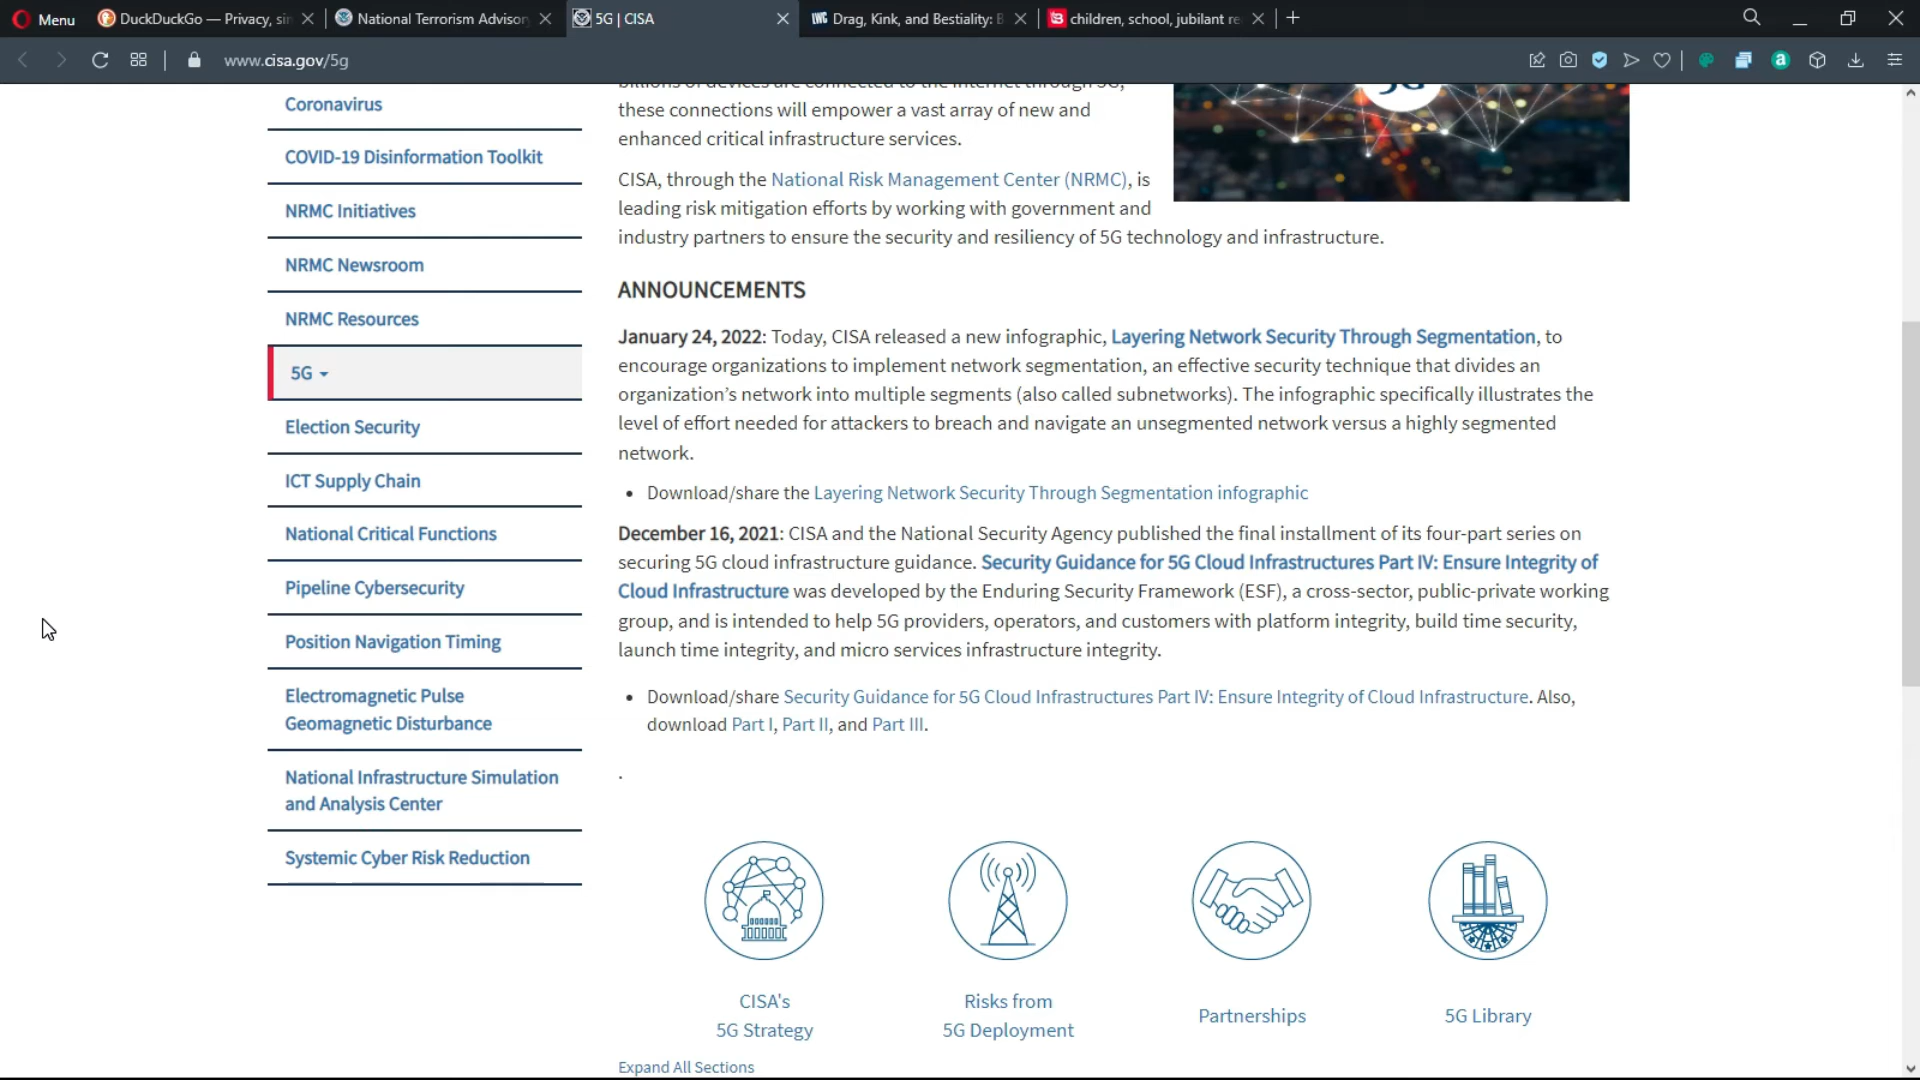 Menu
DuckDuckGo — Privacy, sin
National Terrorism Advisor
5G | CISA
Drag, Kink, and Bestiality: B
children, school, jubilant re
www.cisa.gov/5g
Coronavirus
COVID-19 Disinformation Toolkit
NRMC Initiatives
NRMC Newsroom
NRMC Resources
5G
Election Security
ICT Supply Chain
National Critical Functions
Pipeline Cybersecurity
Position Navigation Timing
Electromagnetic Pulse
Geomagnetic Disturbance
National Infrastructure Simulation
and Analysis Center
Systemic Cyber Risk Reduction
billions of devices are connected to the internet through 5G,
these connections will empower a vast array of new and
enhanced critical infrastructure services.
CISA, through the National Risk Management Center (NRMC), is
leading risk mitigation efforts by working with government and
industry partners to ensure the security and resiliency of 5G technology and infrastructure.
5G
ANNOUNCEMENTS
January 24, 2022: Today, CISA released a new infographic, Layering Network Security Through Segmentation, to
encourage organizations to implement network segmentation, an effective security technique that divides an
organization's network into multiple segments (also called subnetworks). The infographic specifically illustrates the
level of effort needed for attackers to breach and navigate an unsegmented network versus a highly segmented
network.
• Download/share the Layering Network Security Through Segmentation infographic
December 16, 2021: CISA and the National Security Agency published the final installment of its four-part series on
securing 5G cloud infrastructure guidance. Security Guidance for 5G Cloud Infrastructures Part IV: Ensure Integrity of
Cloud Infrastructure was developed by the Enduring Security Framework (ESF), a cross-sector, public-private working
group, and is intended to help 5G providers, operators, and customers with platform integrity, build time security,
launch time integrity, and micro services infrastructure integrity.
• Download/share Security Guidance for 5G Cloud Infrastructures Part IV: Ensure Integrity of Cloud Infrastructure. Also,
download Part I, Part II, and Part III.
.
CISA's
5G Strategy
Risks from
5G Deployment
Partnerships
5G Library
Expand All Sections